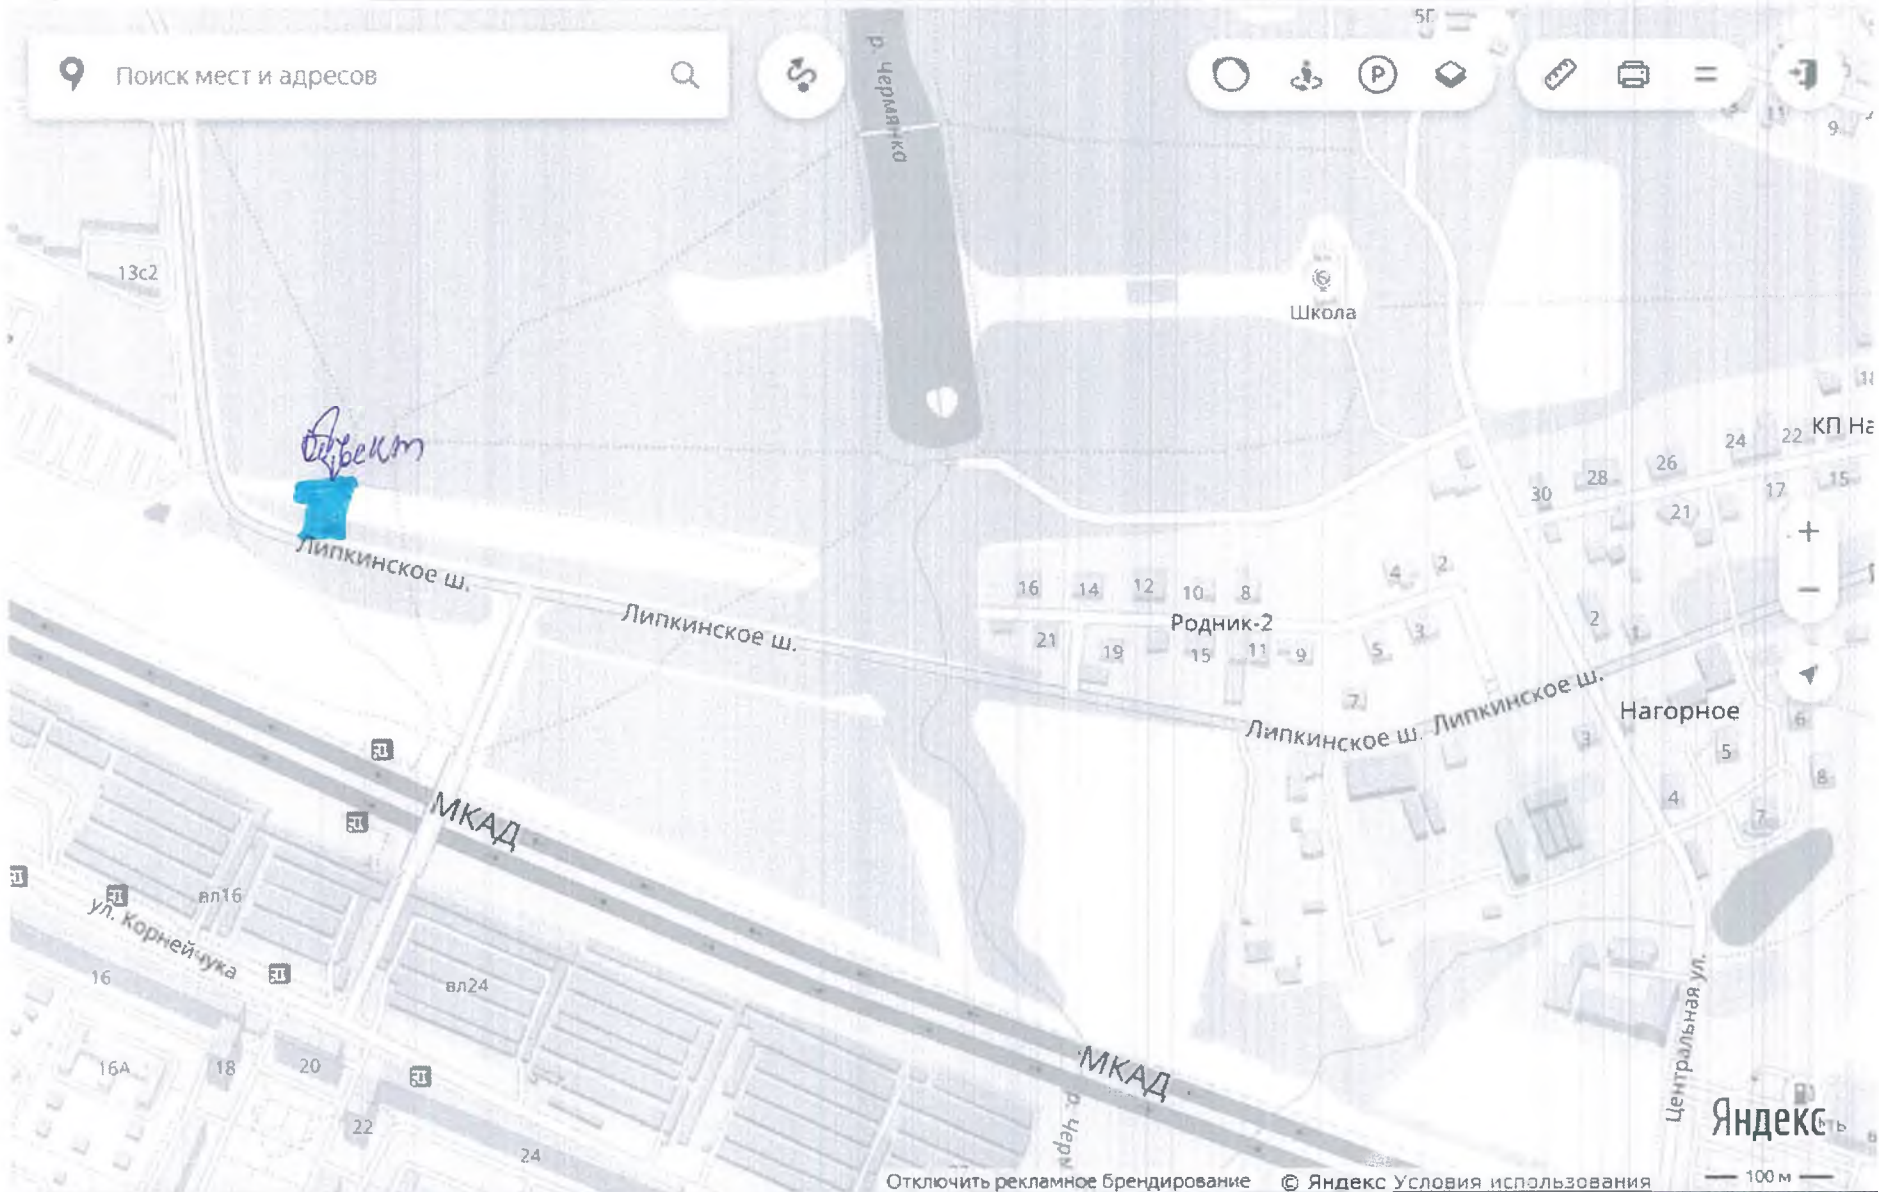 5Г
Поиск мест и адресов
р. Чермянка
P
11
9
13с2
Школа
18
КП На
22
24
26
28
30
15
17
21
Объект
Липкинское ш.
Липкинское ш.
16
14
12
10
8
4
2
Родник-2
21
19
15
11
9
5
3
7
2
1
Липкинское ш.
Липкинское ш.
Нагорное
6
5
8
3
4
7
МКАД
вл16
ул. Корнейчука
16
вл24
16А
18
20
22
24
МКАД
р. Черм
Центральная ул.
Яндекс
Отключить рекламное брендирование
© Яндекс Условия использования
100 м